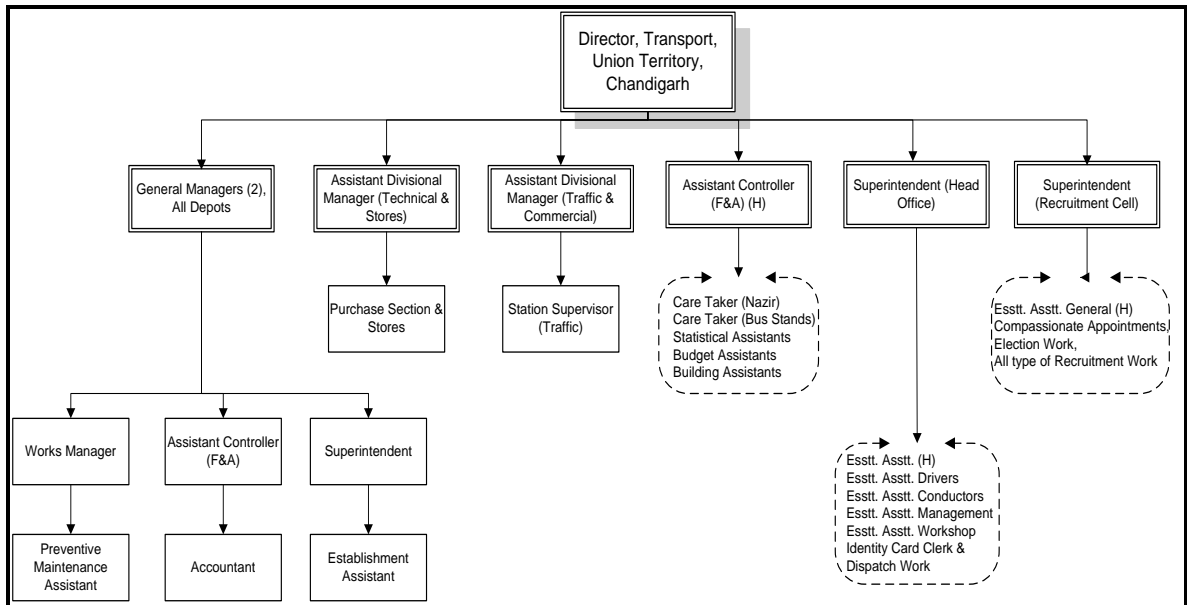 Director, Transport,
Union Territory,
Chandigarh
General Managers (2),
All Depots
Assistant Divisional
Manager (Technical &
Stores)
Assistant Divisional
Manager (Traffic &
Commercial)
Assistant Controller
(F&A) (H)
Superintendent (Head
Office)
Superintendent
(Recruitment Cell)
Purchase Section &
Stores
Station Supervisor
(Traffic)
Care Taker (Nazir)
Care Taker (Bus Stands)
Statistical Assistants
Budget Assistants
Building Assistants
Esstt. Asstt. General (H)
Compassionate Appointments,
Election Work,
All type of Recruitment Work
Works Manager
Assistant Controller
(F&A)
Superintendent
Esstt. Asstt. (H)
Esstt. Asstt. Drivers
Esstt. Asstt. Conductors
Esstt. Asstt. Management
Esstt. Asstt. Workshop
Identity Card Clerk &
Dispatch Work
Preventive
Maintenance
Assistant
Accountant
Establishment
Assistant